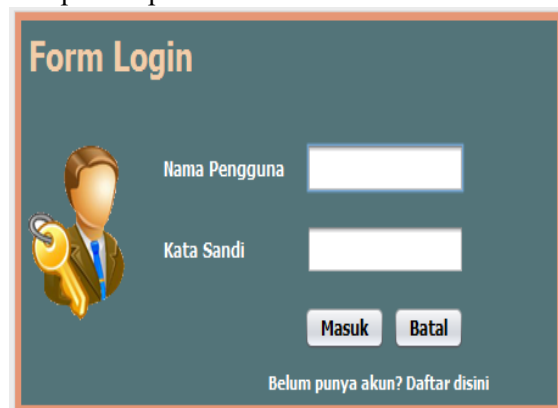 Form Login
Nama Pengguna
Kata Sandi
Masuk Batal
Belum punya akun? Daftar disini